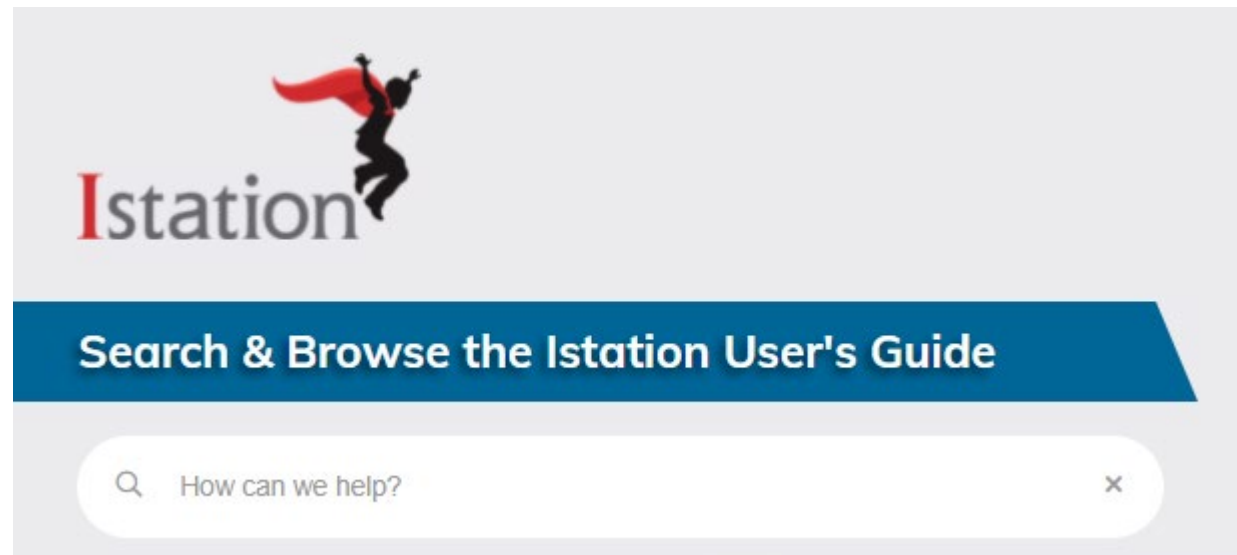 Istation
Search & Browse the Istation User's Guide
How can we help?